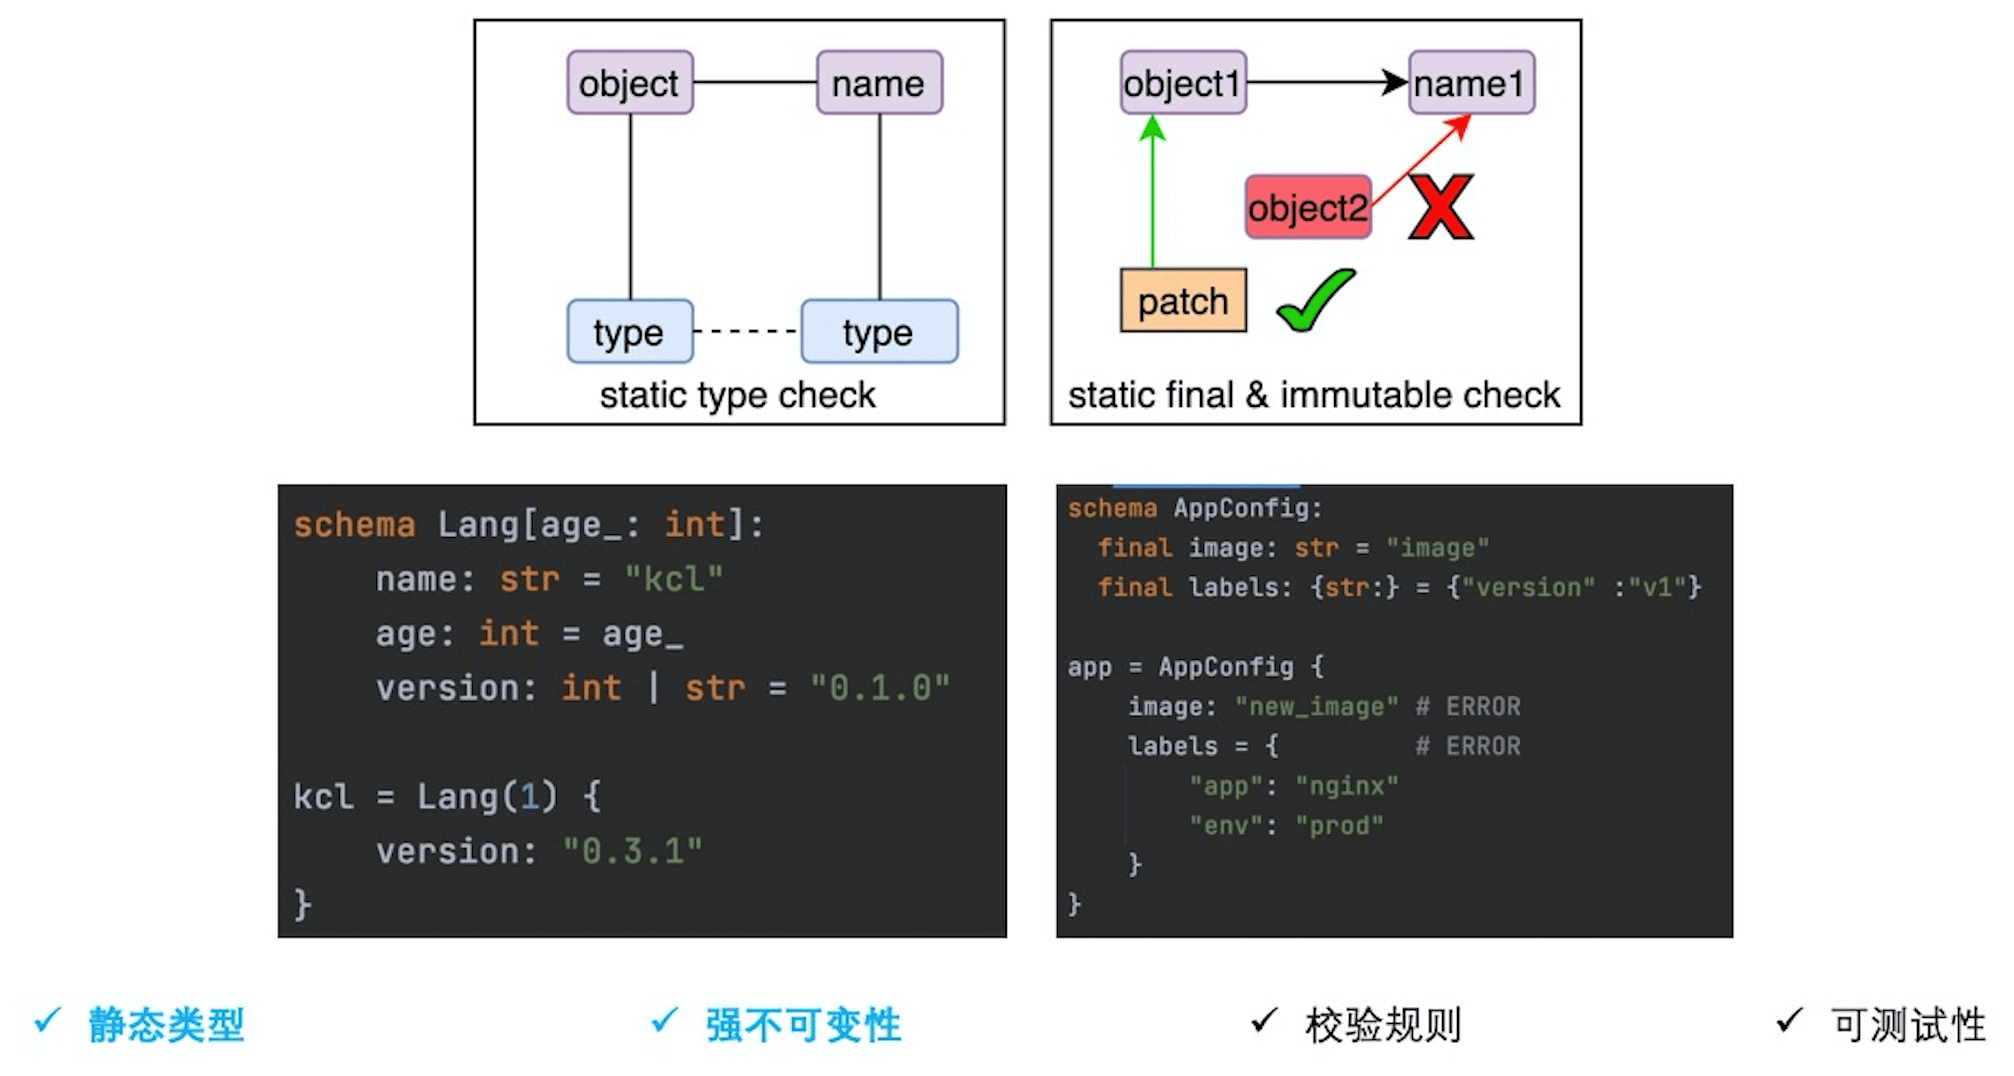 object name
type type
static type check
object1 name1
object2
X
patch
static final & immutable check
schema Lang[age_: int]:
name: str = "kcl"
age: int = age_
version: int | str = "0.1.0"
kcl = Lang(1) {
version: "0.3.1"
}
schema AppConfig:
final image: str = "image"
final labels: {str:} = {"version" :"v1"}
app = AppConfig {
image: "new_image" # ERROR
labels = { # ERROR
"app": "nginx"
"env": "prod"
}
}
✓ 静态类型 ✓ 强不可变性 ✓ 校验规则 ✓ 可测试性